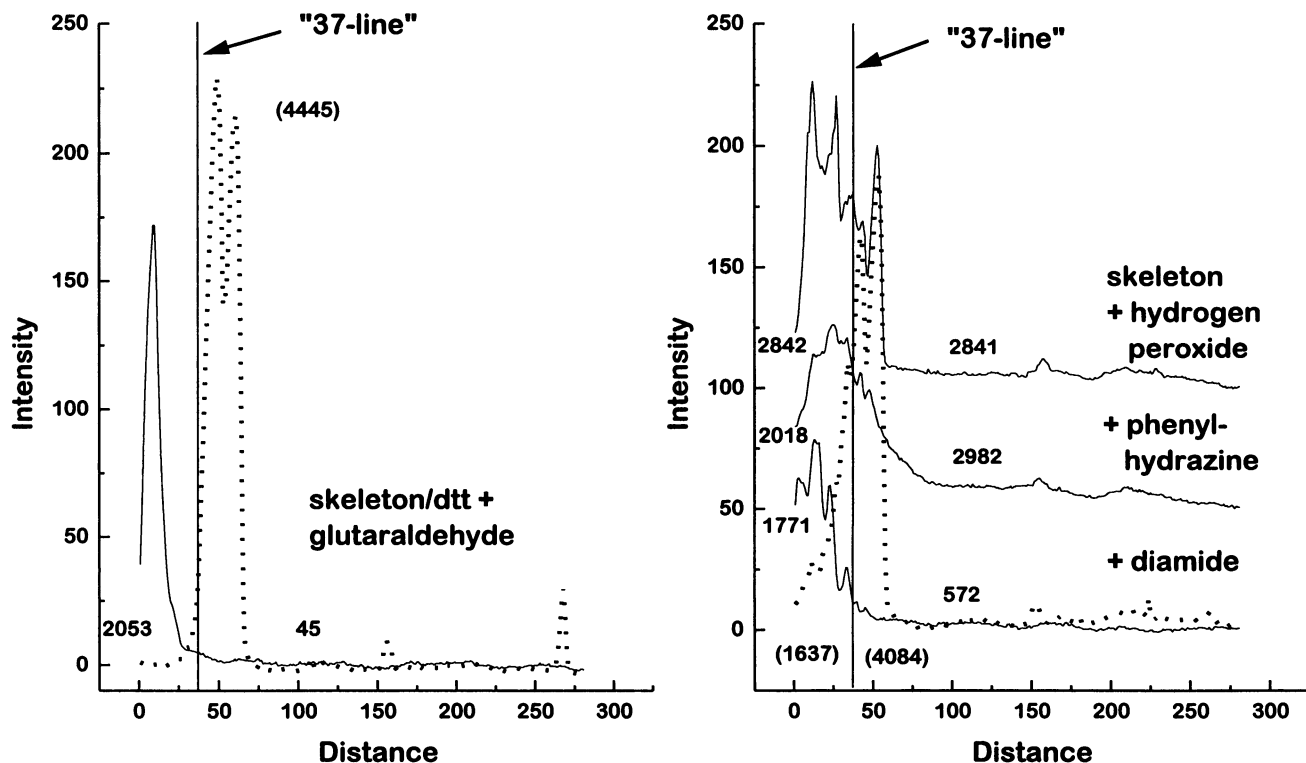 "37-line"
(4445)
skeleton/dtt +
glutaraldehyde
2053
45
250
200
150
100
50
0
Intensity
0 50 100 150 200 250 300
Distance
"37-line"
skeleton
+ hydrogen
peroxide
2842
2841
+ phenyl-
hydrazine
2018
2982
1771
+ diamide
572
(1637)
(4084)
250
200
150
100
50
0
Intensity
0 50 100 150 200 250 300
Distance